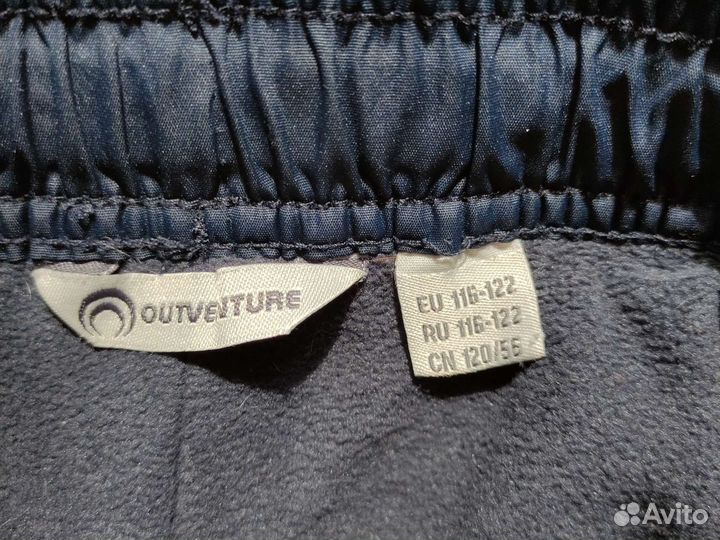 OUTVENTURE
EU 116-122
RU 116-122
CN 120/56
Avito